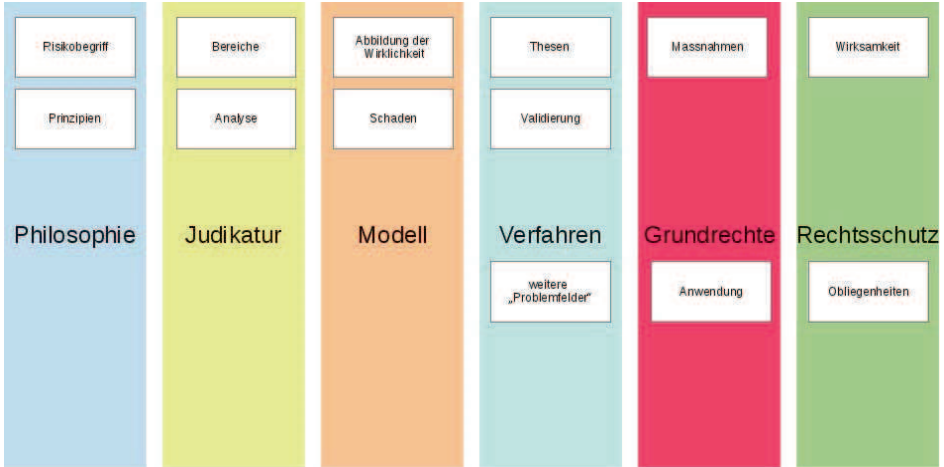 Risikobegriff
Prinzipien
Philosophie
Bereiche
Analyse
Judikatur
Abbildung der
Wirklichkeit
Schaden
Modell
Thesen
Validierung
Verfahren
weitere
„Problemfelder“
Massnahmen
Grundrechte
Anwendung
Wirksamkeit
Rechtsschutz
Obliegenheiten